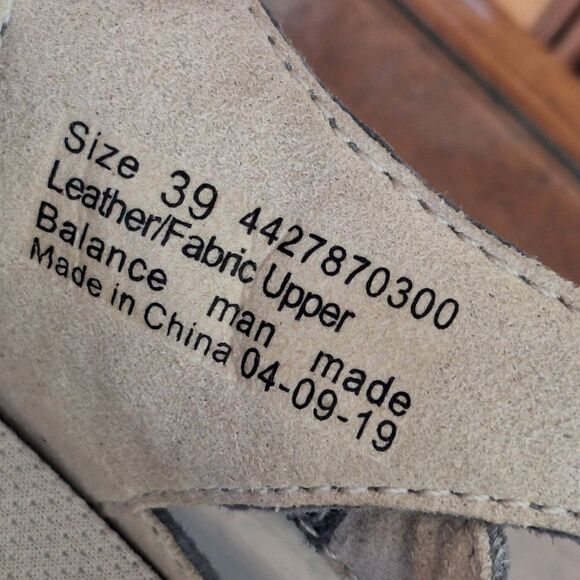 Size 39 4427870300
Leather/Fabric Upper
Balance man made
Made in China 04-09-19